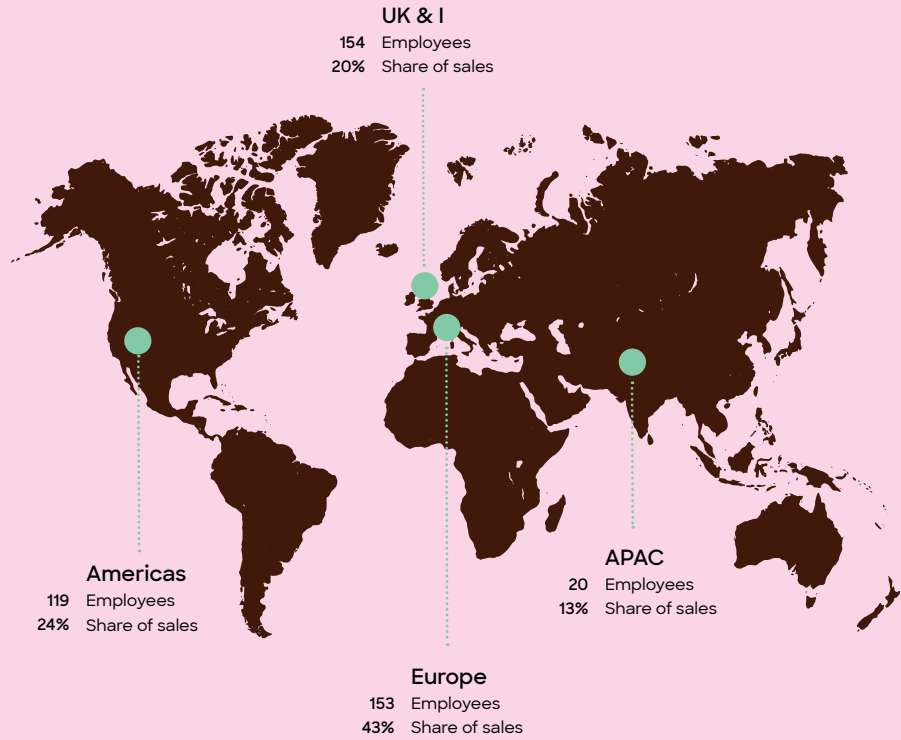 UK & I
154 Employees
20% Share of sales
Americas
119 Employees
24% Share of sales
APAC
20 Employees
13% Share of sales
Europe
153 Employees
43% Share of sales